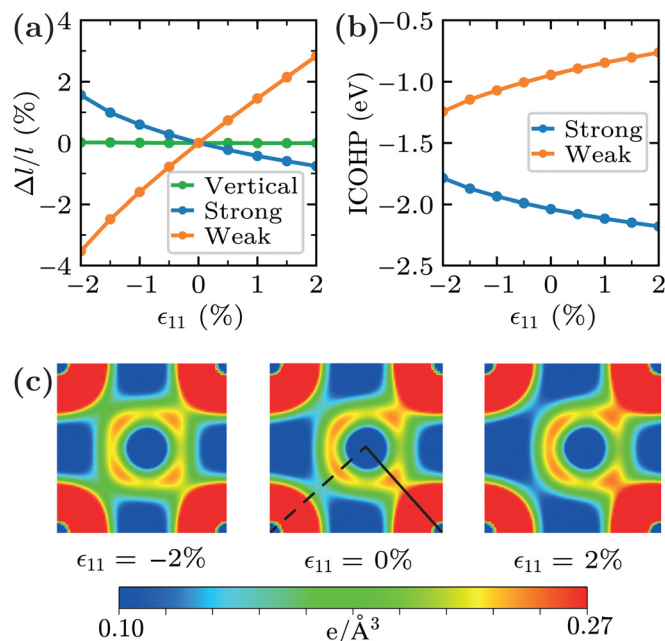 (a)
4
2
0
−2
−4
Δl/l (%)
Vertical
Strong
Weak
−2 −1 0 1 2
ϵ11 (%)
(b)
−0.5
−1.0
−1.5
−2.0
−2.5
ICOHP (eV)
Strong
Weak
−2 −1 0 1 2
ϵ11 (%)
(c)
ϵ11 = −2% ϵ11 = 0% ϵ11 = 2%
0.10 e/Å³ 0.27